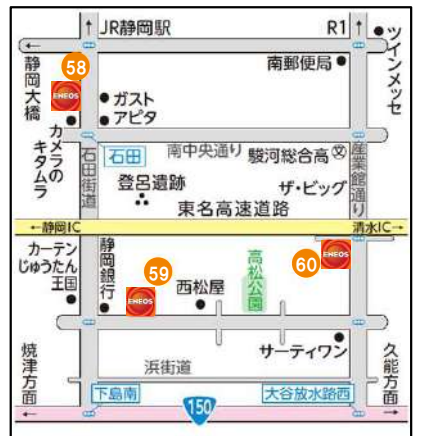 ↑JR静岡駅
R1↑
ツインメッセ
←
静岡大橋
58
ENEOS
南郵便局
ガスト
アピタ
カメラのキタムラ
石田街道
石田
南中央通り
駿河総合高
文
産業館通り
登呂遺跡
ザ・ビッグ
東名高速道路
←静岡IC
清水IC→
カーテン
じゅうたん
王国
静岡銀行
59
ENEOS
西松屋
高松公園
60
ENEOS
サーティワン
焼津方面
←
浜街道
下島南
150
大谷放水路西
久能方面
→